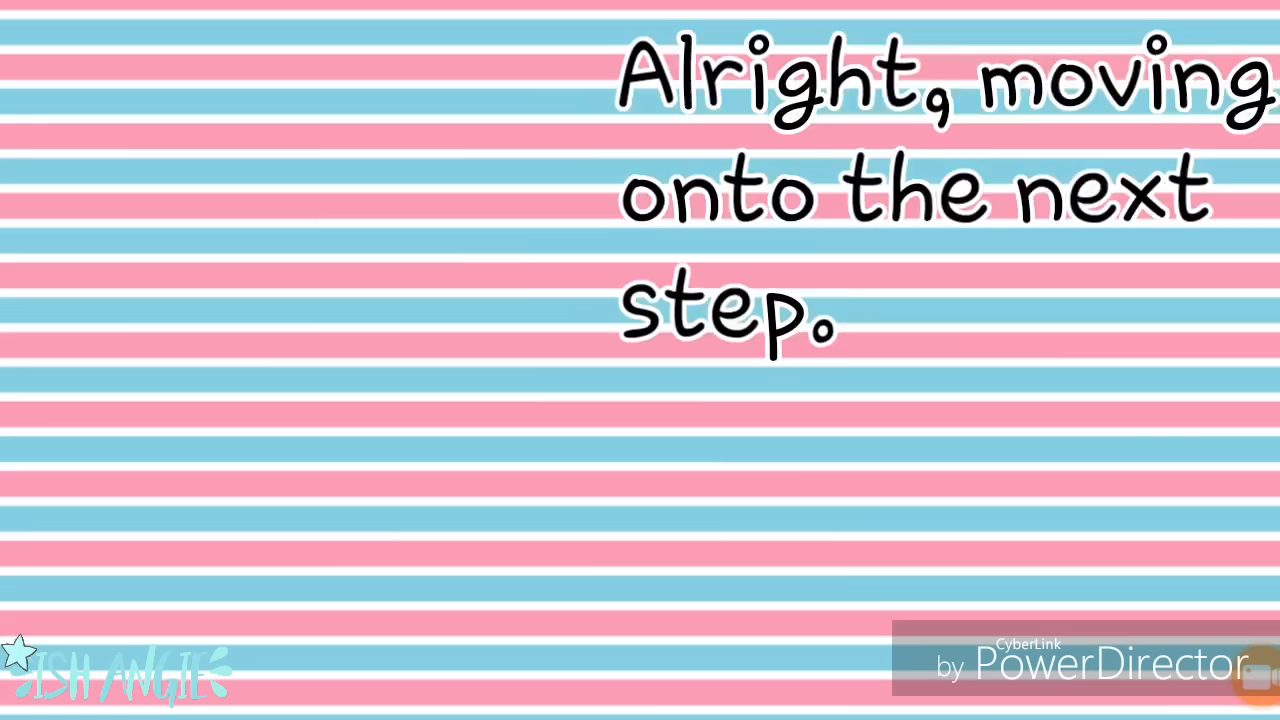 Alright, moving
onto the next
step.
ISH ANGIE
CyberLink
by PowerDirector